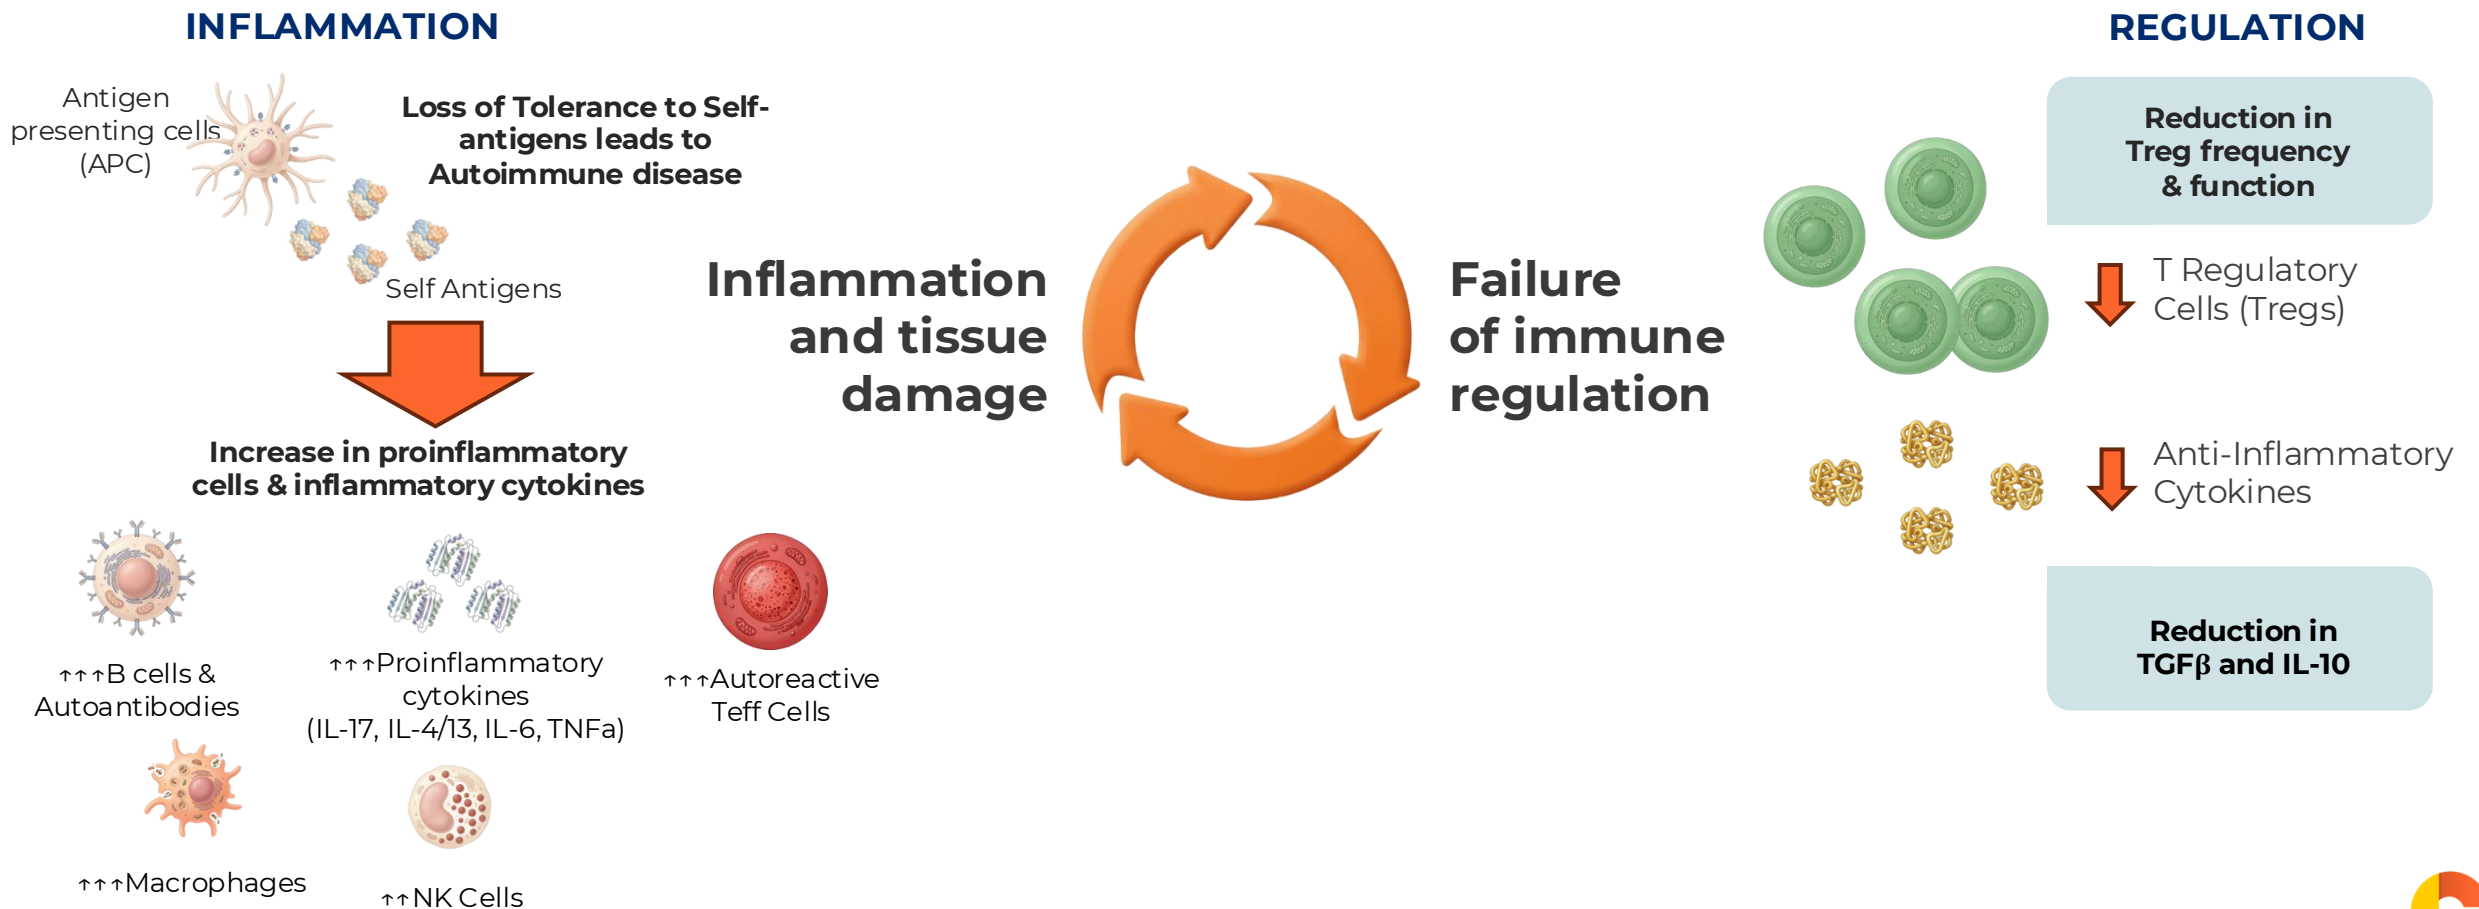 INFLAMMATION
Antigen
presenting cells
(APC)
Loss of Tolerance to Self-
antigens leads to
Autoimmune disease
Self Antigens
Increase in proinflammatory
cells & inflammatory cytokines
↑↑↑B cells &
Autoantibodies
↑↑↑Proinflammatory
cytokines
(IL-17, IL-4/13, IL-6, TNFa)
↑↑↑Autoreactive
Teff Cells
↑↑↑Macrophages
↑↑NK Cells
Inflammation
and tissue
damage
Failure
of immune
regulation
REGULATION
Reduction in
Treg frequency
& function
T Regulatory
Cells (Tregs)
Anti-Inflammatory
Cytokines
Reduction in
TGFβ and IL-10